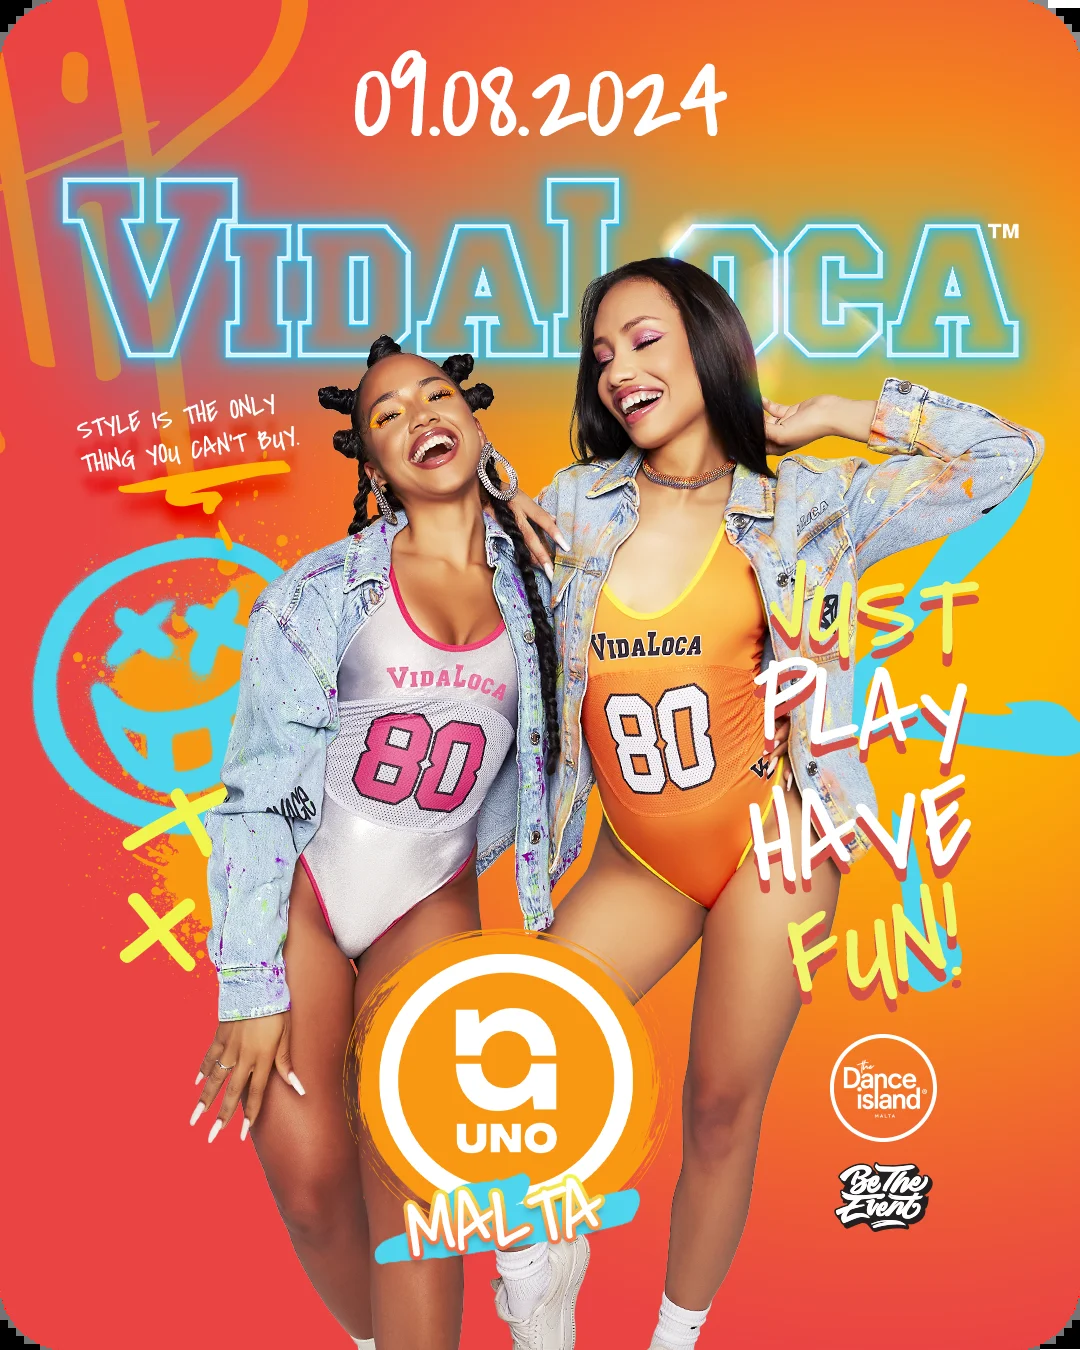 09.08.2024
VIDALOCA™
STYLE IS THE ONLY
THING YOU CAN'T BUY.
VIDALOCA
80
VIDALOCA
80
JUST
PLAY
HAVE
FUN!
UNO
MALTA
the
Dance
island®
MALTA
Be The
Event